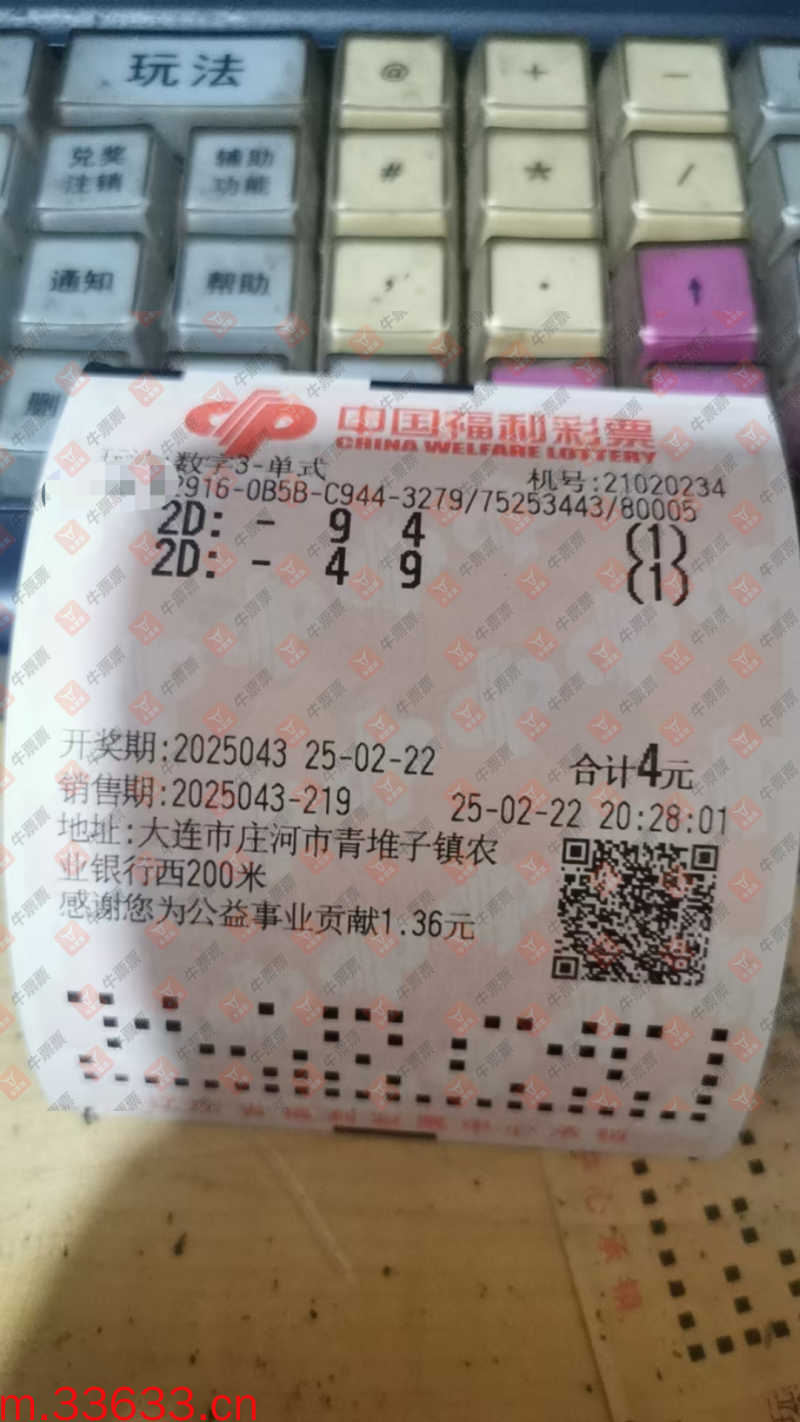 玩法
@
+
-
兑奖
注销
辅助
功能
#
*
/
通知
帮助
,
.
↑
删
中国福利彩票
CHINA WELFARE LOTTERY
数字3-单式
机号:21020234
2916-0B5B-C944-3279/75253443/80005
2D: - 9 4 (1)
2D: - 4 9 (1)
开奖期:2025043 25-02-22
合计4元
销售期:2025043-219
25-02-22 20:28:01
地址:大连市庄河市青堆子镇农
业银行西200米
感谢您为公益事业贡献1.36元
牛票票
m.33633.cn